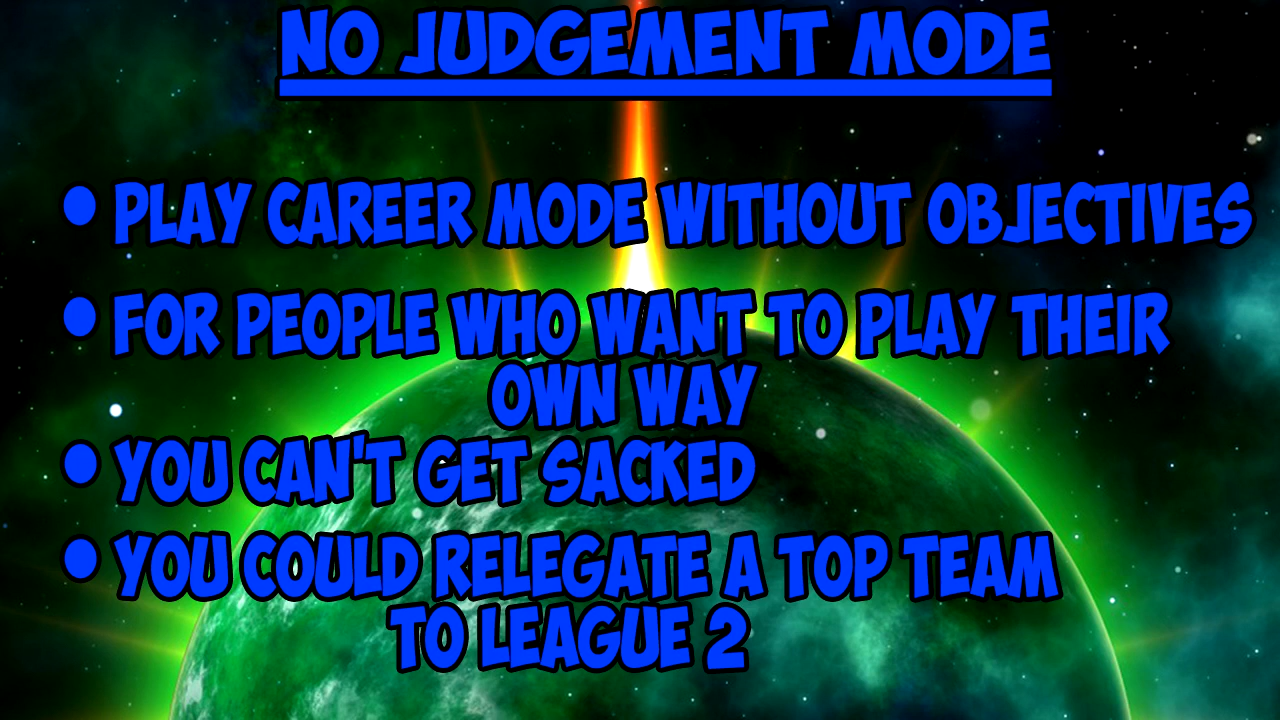 NO JUDGEMENT MODE
• PLAY CAREER MODE WITHOUT OBJECTIVES
• FOR PEOPLE WHO WANT TO PLAY THEIR
OWN WAY
• YOU CAN'T GET SACKED
• YOU COULD RELEGATE A TOP TEAM
TO LEAGUE 2